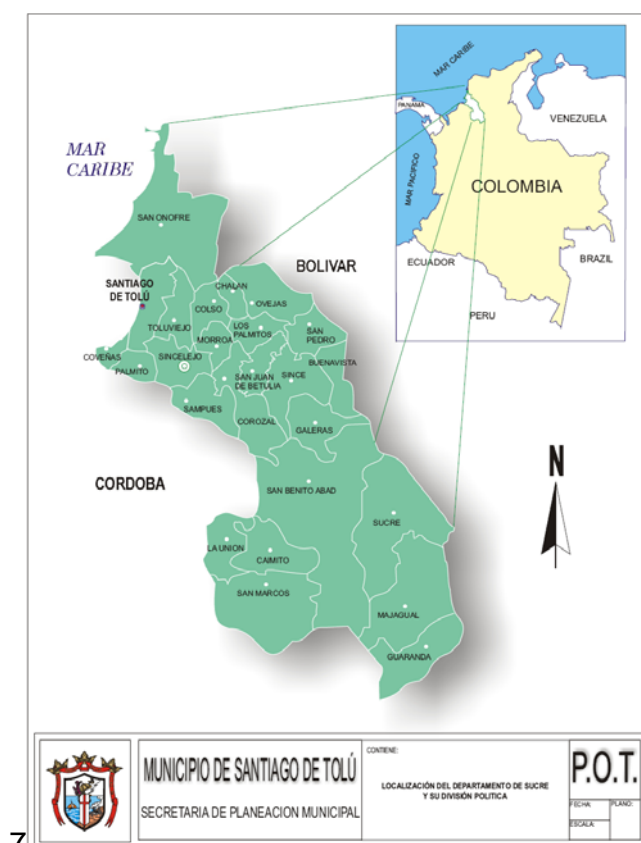 MAR CARIBE
PANAMA
VENEZUELA
MAR PACIFICO
COLOMBIA
ECUADOR
BRAZIL
PERU
MAR
CARIBE
SAN ONOFRE
BOLIVAR
SANTIAGO
DE TOLÚ
CHALAN
COLSO
OVEJAS
TOLUVIEJO
LOS
PALMITOS
MORROA
SAN
PEDRO
COVEÑAS
PALMITO
SINCELEJO
BUENAVISTA
SAN JUAN
DE BETULIA
SINCE
SAMPUES
COROZAL
GALERAS
CORDOBA
N
SAN BENITO ABAD
SUCRE
LA UNION
CAIMITO
SAN MARCOS
MAJAGUAL
GUARANDA
MUNICIPIO DE SANTIAGO DE TOLÚ
SECRETARIA DE PLANEACION MUNICIPAL
CONTIENE:
LOCALIZACIÓN DEL DEPARTAMENTO DE SUCRE
Y SU DIVISIÓN POLITICA
P.O.T.
FECHA:
PLANO:
ESCALA:
7